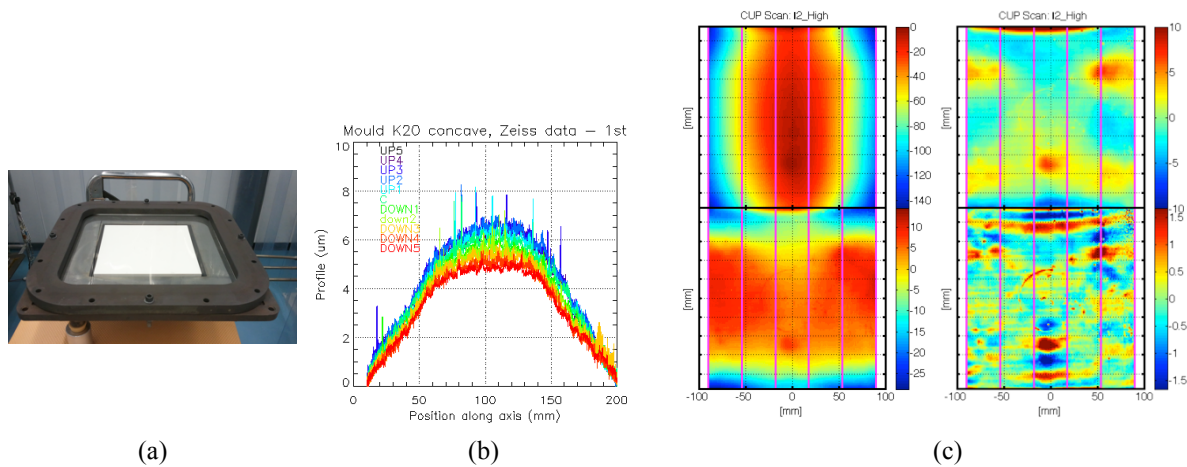 Mould K20 concave, Zeiss data – 1st
Profile (um)
10
8
6
4
2
0
UP5
UP4
UP3
UP2
C
DOWN1
down2
DOWN3
DOWN4
DOWN5
0
50
100
150
200
Position along axis (mm)
CUP Scan: I2_High
[mm]
[mm]
0
-20
-40
-60
-80
-100
-120
-140
10
5
0
-5
-10
-15
-20
-25
-100
-50
0
50
100
[mm]
CUP Scan: I2_High
[mm]
[mm]
10
5
-0
-5
-10
1.5
1
0.5
0
-0.5
-1
-1.5
-100
-50
0
50
100
[mm]
(a)
(b)
(c)